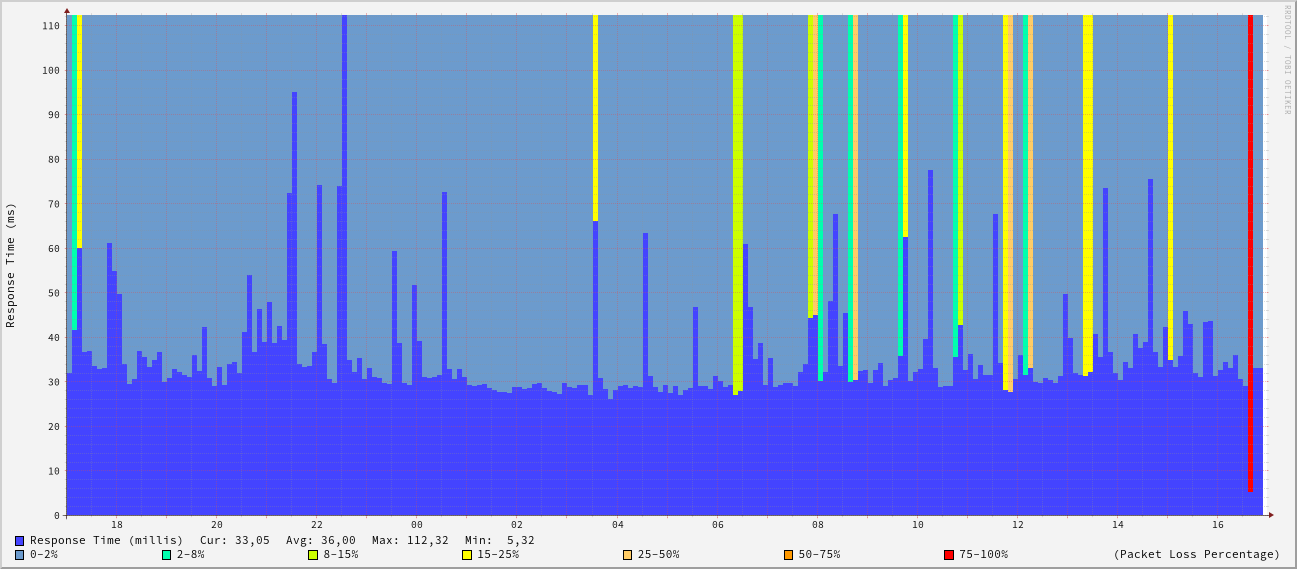 RRDTOOL / TOBI OETIKER
Response Time (ms)
110
100
90
80
70
60
50
40
30
20
10
0
18 20 22 00 02 04 06 08 10 12 14 16
Response Time (millis) Cur: 33,05 Avg: 36,00 Max: 112,32 Min: 5,32
0-2% 2-8% 8-15% 15-25% 25-50% 50-75% 75-100% (Packet Loss Percentage)